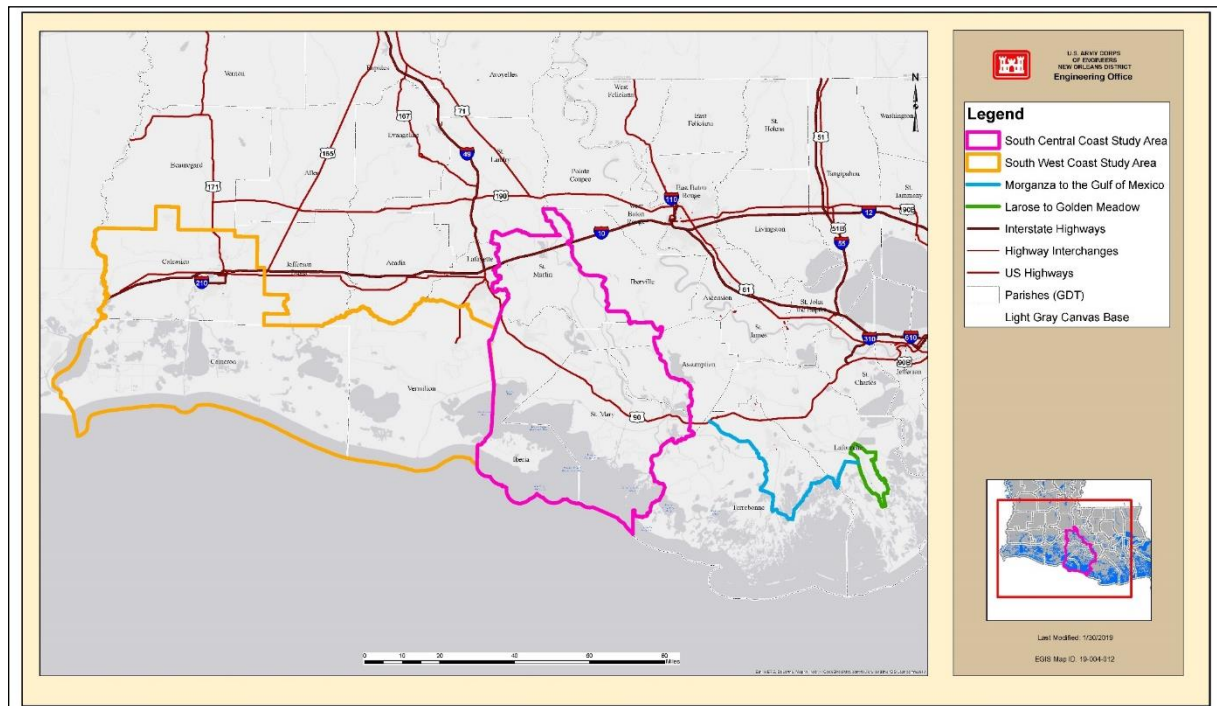 Vernon
Rapides
Avoyelles
West
Feliciana
East
Feliciana
St.
Helena
Washington
N
167
71
51
Evangeline
165
Beauregard
Allen
49
St.
Landry
Pointe
Coupee
Tangipahoa
171
190
110
East Baton
Rouge
West
Baton
Rouge
St.
Tammany
190B
12
10
Livingston
51B
55
Calcasieu
210
Jefferson
Davis
Acadia
Lafayette
St.
Martin
Iberville
Ascension
61
St. John
the Baptist
St.
James
310
610
90B
Cameron
Vermilion
Assumption
St.
Charles
Jefferson
St. Mary
90
Iberia
Lafourche
Terrebonne
0 10 20 40 60 80
Miles
U.S. ARMY CORPS
OF ENGINEERS
NEW ORLEANS DISTRICT
Engineering Office
Legend
South Central Coast Study Area
South West Coast Study Area
Morganza to the Gulf of Mexico
Larose to Golden Meadow
Interstate Highways
Highway Interchanges
US Highways
Parishes (GDT)
Light Gray Canvas Base
Last Modified: 1/30/2019
EGIS Map ID: 19-004-012